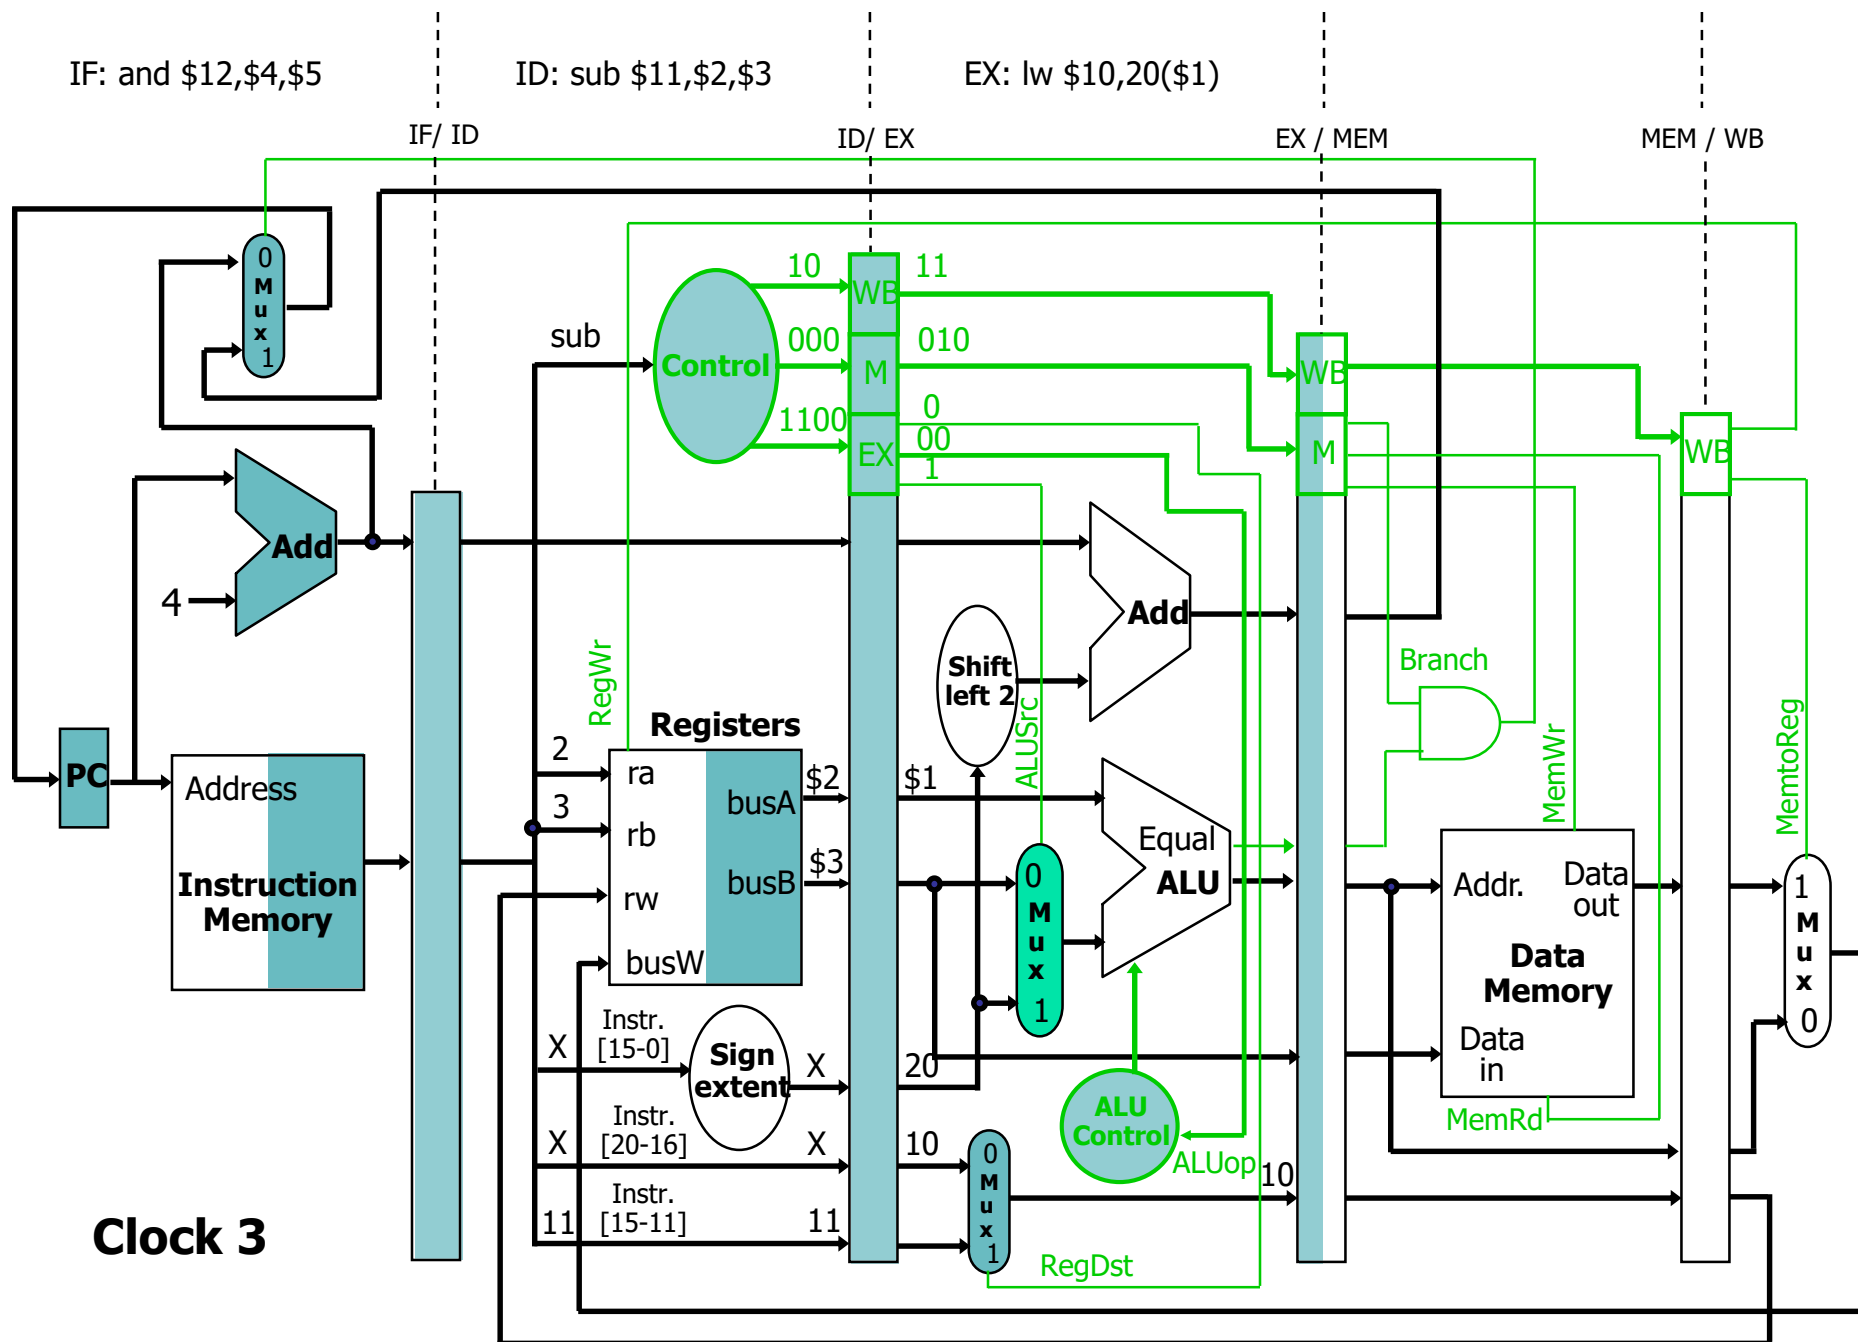 IF: and $12,$4,$5
ID: sub $11,$2,$3
EX: lw $10,20($1)
IF/ ID
ID/ EX
EX / MEM
MEM / WB
0
M
u
x
1
sub
Control
10
000
1100
WB
M
EX
11
010
0
00
1
WB
M
WB
Add
4
Add
Shift
left 2
Branch
RegWr
ALUSrc
MemWr
MemtoReg
PC
Address
Instruction
Memory
Registers
2
3
ra
rb
rw
busW
busA
busB
$2
$3
$1
0
M
u
x
1
Equal
ALU
Addr.
Data
out
Data
Memory
Data
in
MemRd
1
M
u
x
0
X
Instr.
[15-0]
Sign
extent
X
20
ALU
Control
ALUop
X
Instr.
[20-16]
X
10
0
M
u
x
1
10
11
Instr.
[15-11]
11
RegDst
Clock 3